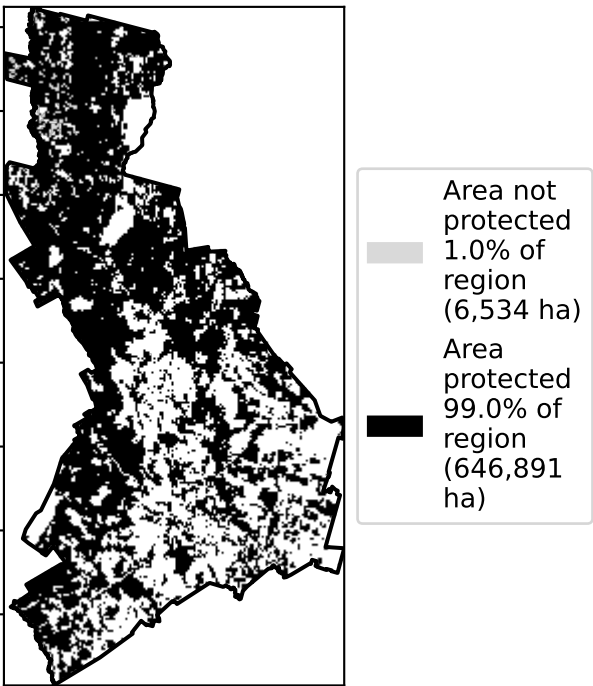 Area not
protected
1.0% of
region
(6,534 ha)
Area
protected
99.0% of
region
(646,891
ha)